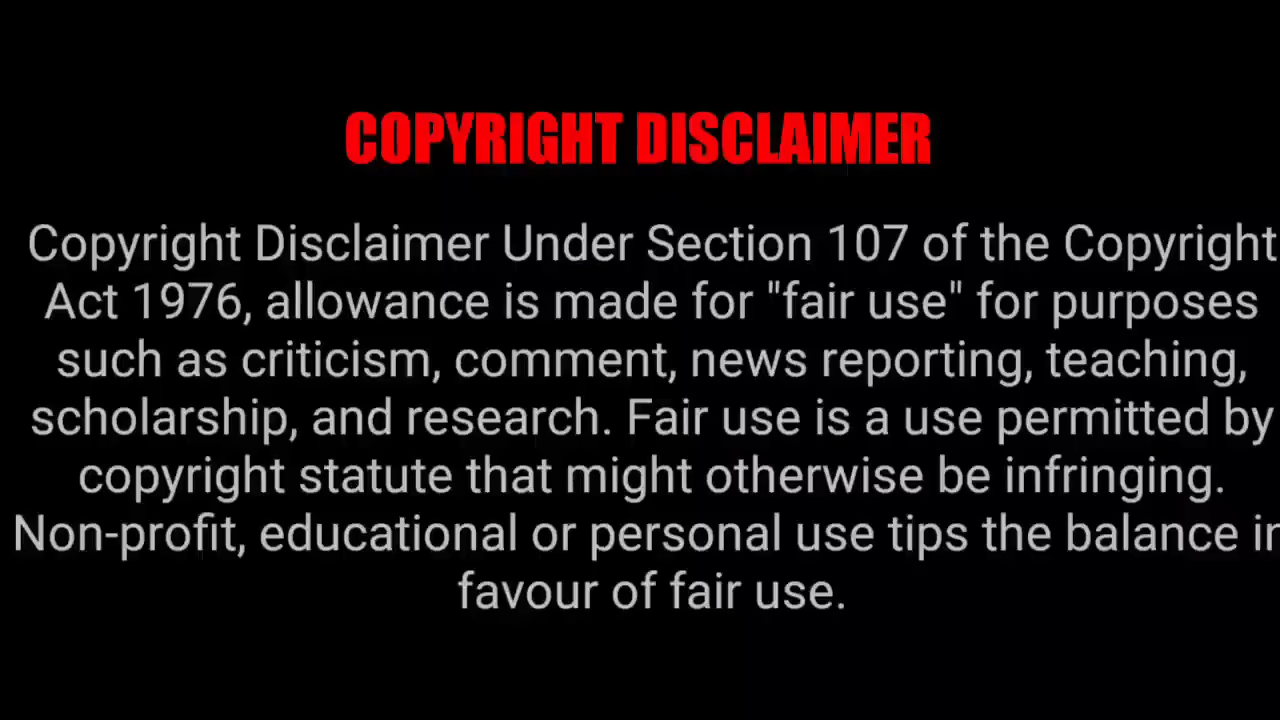 COPYRIGHT DISCLAIMER
Copyright Disclaimer Under Section 107 of the Copyright
Act 1976, allowance is made for "fair use" for purposes
such as criticism, comment, news reporting, teaching,
scholarship, and research. Fair use is a use permitted by
copyright statute that might otherwise be infringing.
Non-profit, educational or personal use tips the balance in
favour of fair use.